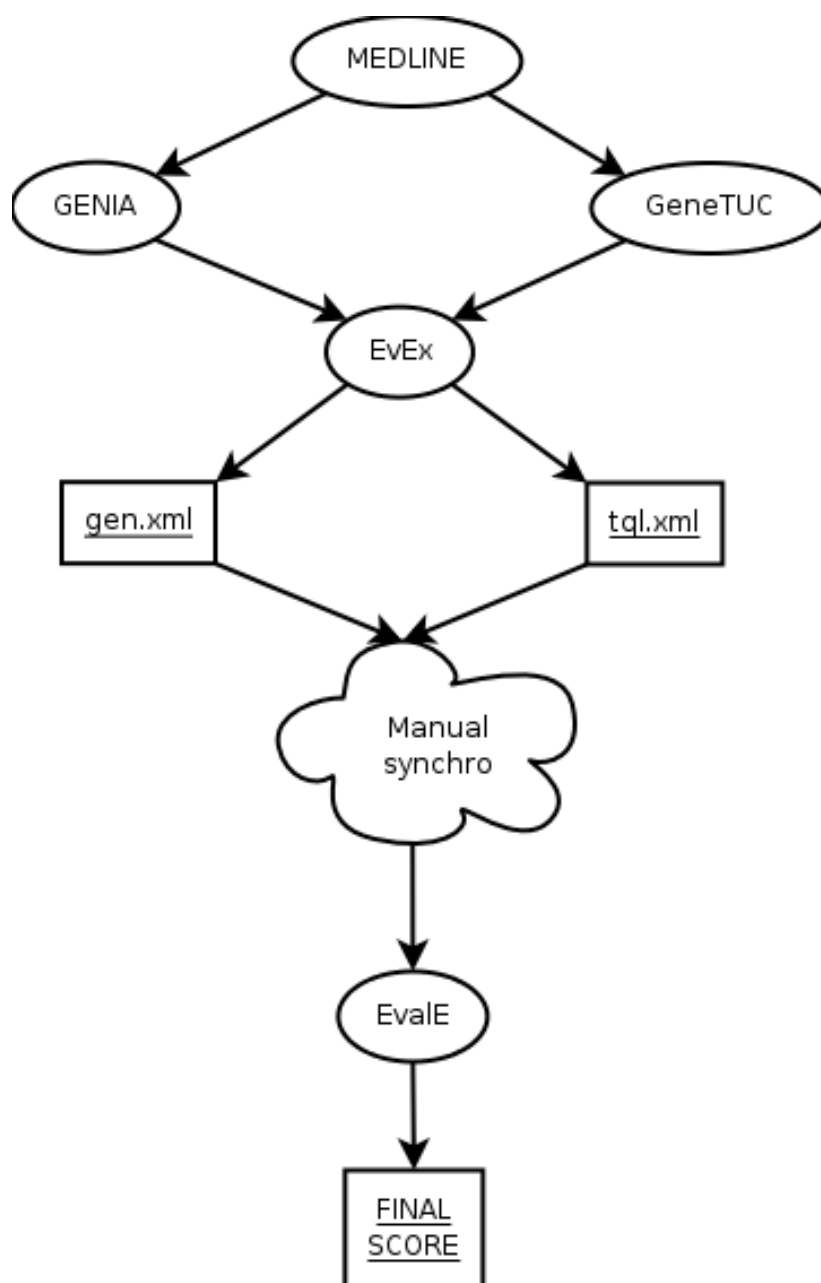 MEDLINE
GENIA
GeneTUC
EvEx
gen.xml
tql.xml
Manual
synchro
EvalE
FINAL
SCORE